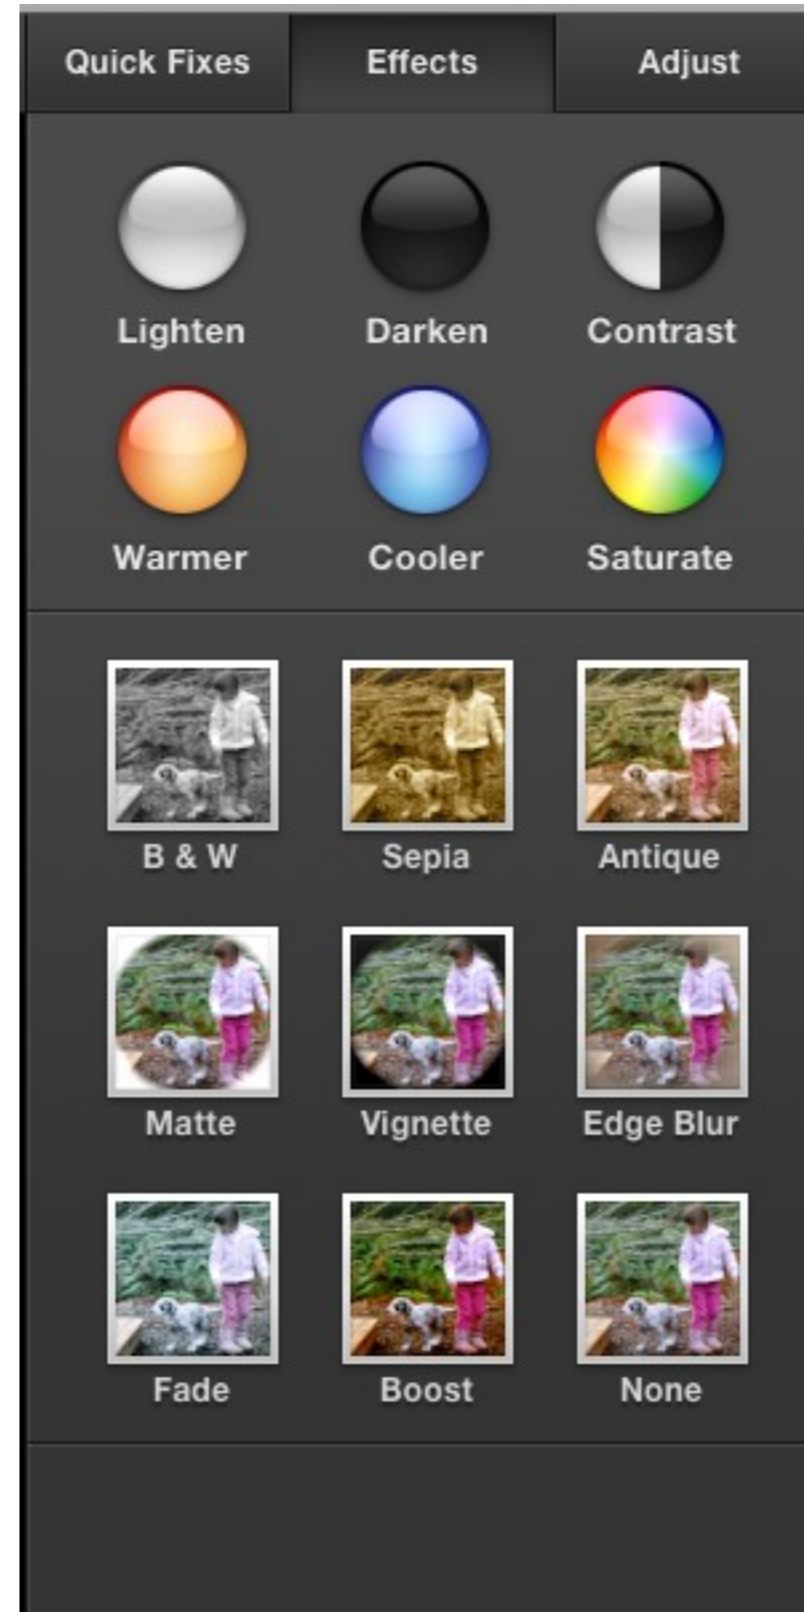 Quick Fixes Effects Adjust
Lighten Darken Contrast
Warmer Cooler Saturate
B & W Sepia Antique
Matte Vignette Edge Blur
Fade Boost None